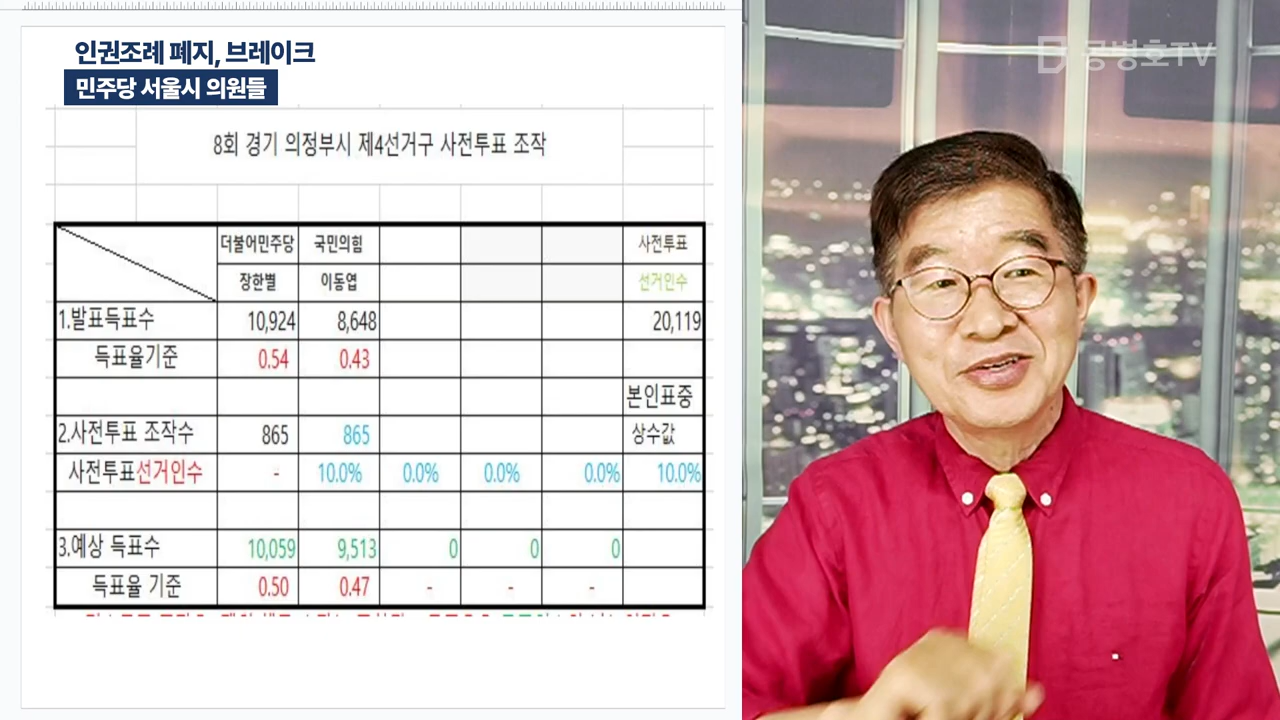 인권조례 폐지, 브레이크
민주당 서울시 의원들
공병호TV
8회 경기 의정부시 제4선거구 사전투표 조작
더불어민주당 국민의힘 사전투표
장한별 이동엽 선거인수
1.발표득표수 10,924 8,648 20,119
득표율기준 0.54 0.43
본인표중
2.사전투표 조작수 865 865 상수값
사전투표선거인수 - 10.0% 0.0% 0.0% 0.0% 10.0%
3.예상 득표수 10,059 9,513 0 0 0
득표율 기준 0.50 0.47 - - -